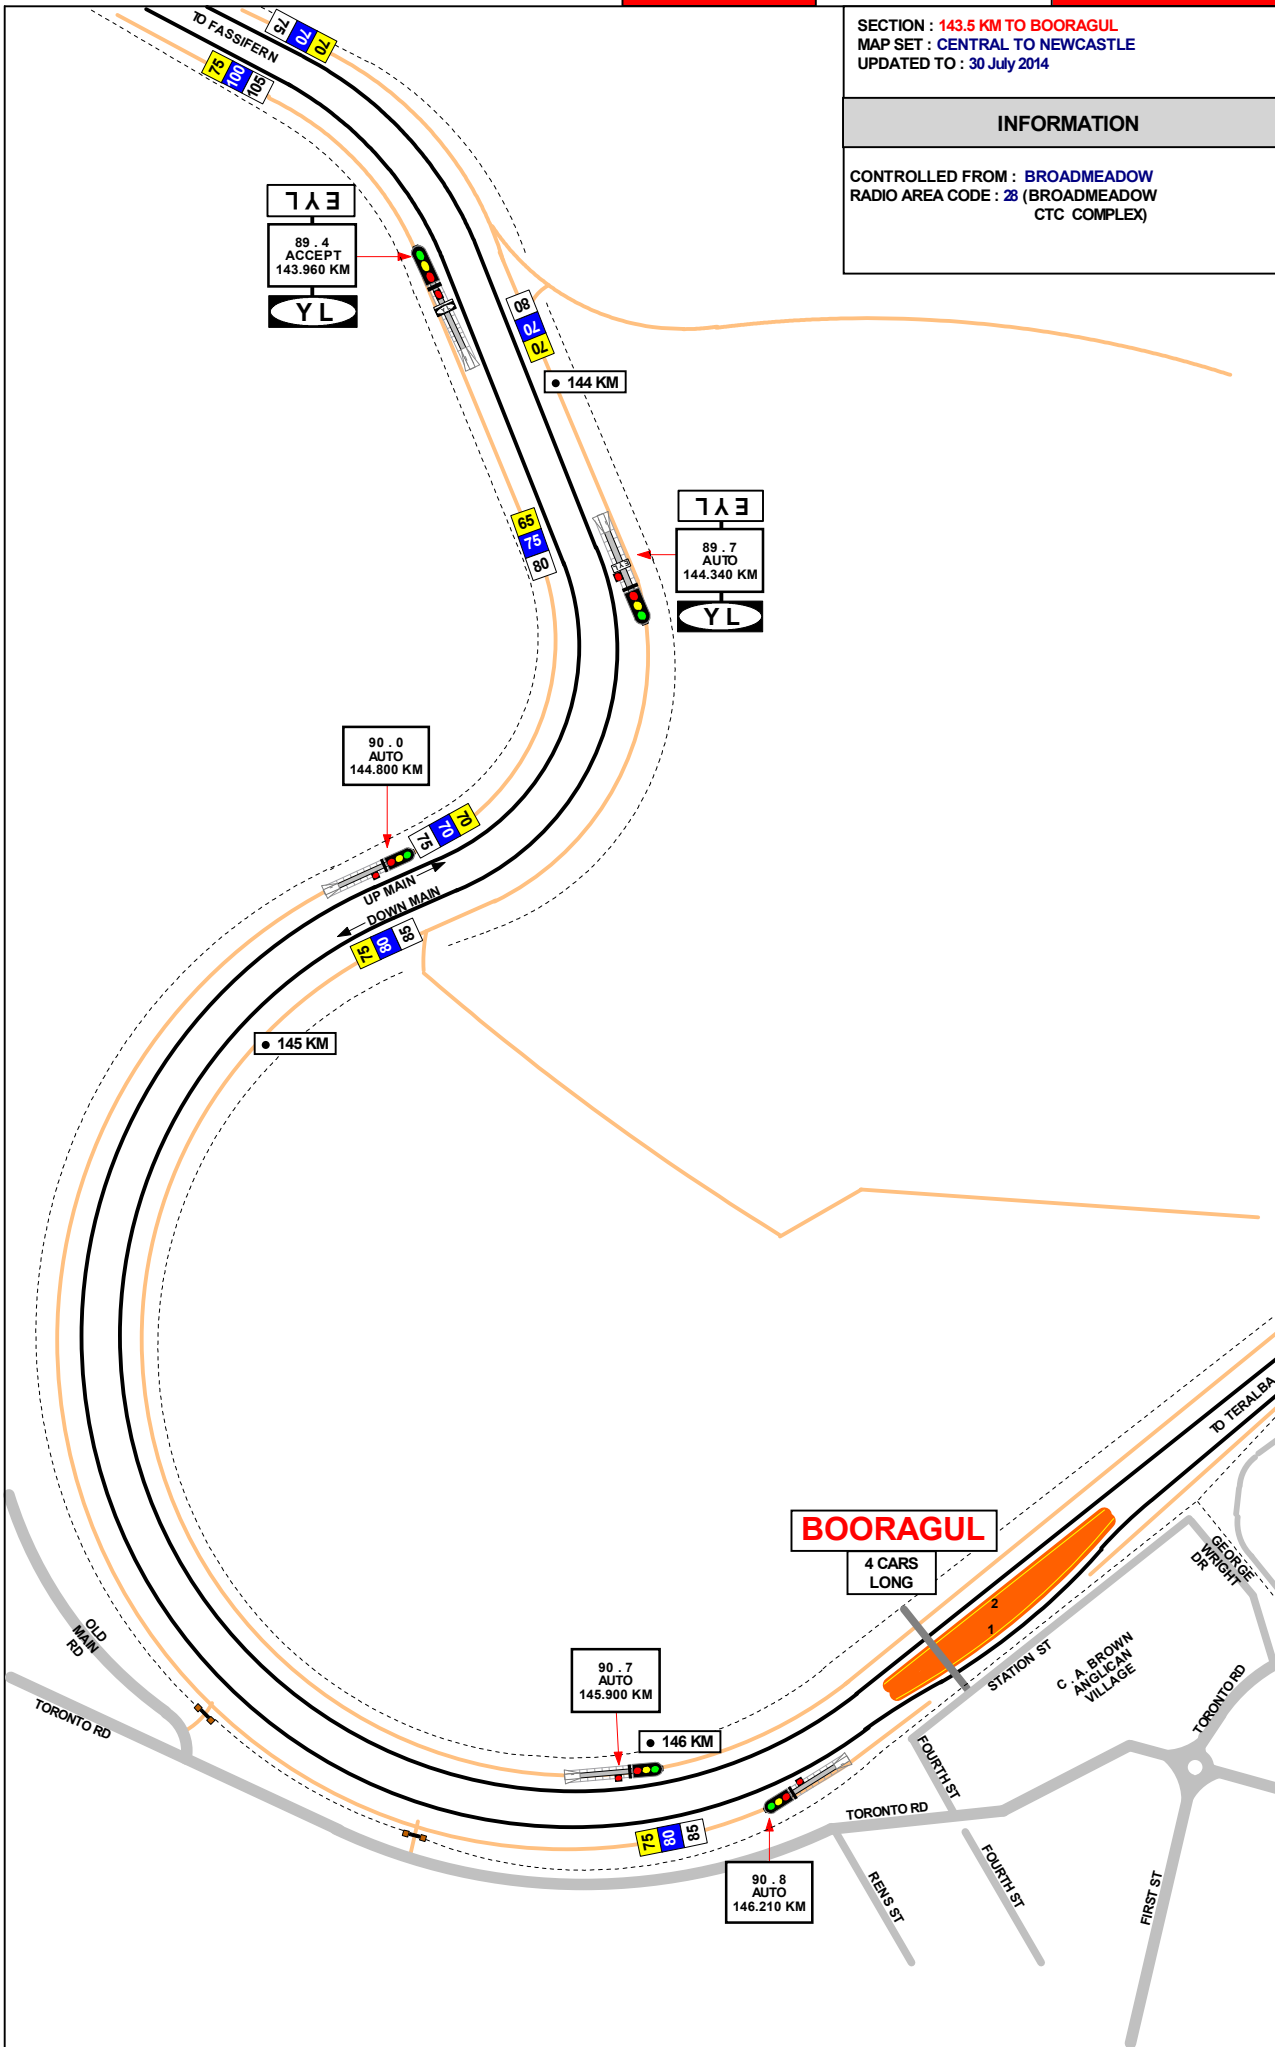 SECTION : 143.5 KM TO BOORAGUL
MAP SET : CENTRAL TO NEWCASTLE
UPDATED TO : 30 July 2014
INFORMATION
CONTROLLED FROM : BROADMEADOW
RADIO AREA CODE : 28 (BROADMEADOW
CTC COMPLEX)
TO FASSIFERN
75 70 70
75 100 105
EYL
89 . 4
ACCEPT
143.960 KM
YL
80
70
70
144 KM
65
75
80
EYL
89 . 7
AUTO
144.340 KM
YL
EYL
90 . 0
AUTO
144.800 KM
75 70 70
UP MAIN
DOWN MAIN
75 80 85
145 KM
TO TERALBA
BOORAGUL
4 CARS
LONG
2
1
GEORGE
WRIGHT
DR
STATION ST
C . A. BROWN
ANGLICAN
VILLAGE
TORONTO RD
OLD
MAIN
RD
TORONTO RD
90 . 7
AUTO
145.900 KM
146 KM
FOURTH ST
TORONTO RD
75 80 85
90 . 8
AUTO
146.210 KM
RENS ST
FOURTH ST
FIRST ST